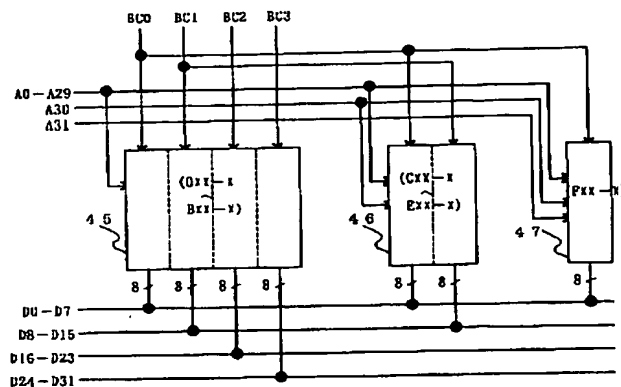 BC0 BC1 BC2 BC3
A0-A29
A30
A31
(0xx-x
~
Bxx-x)
(Cxx-x
~
Exx-x)
Fxx-x
45
46
47
8 8 8 8 8 8 8
D0-D7
D8-D15
D16-D23
D24-D31